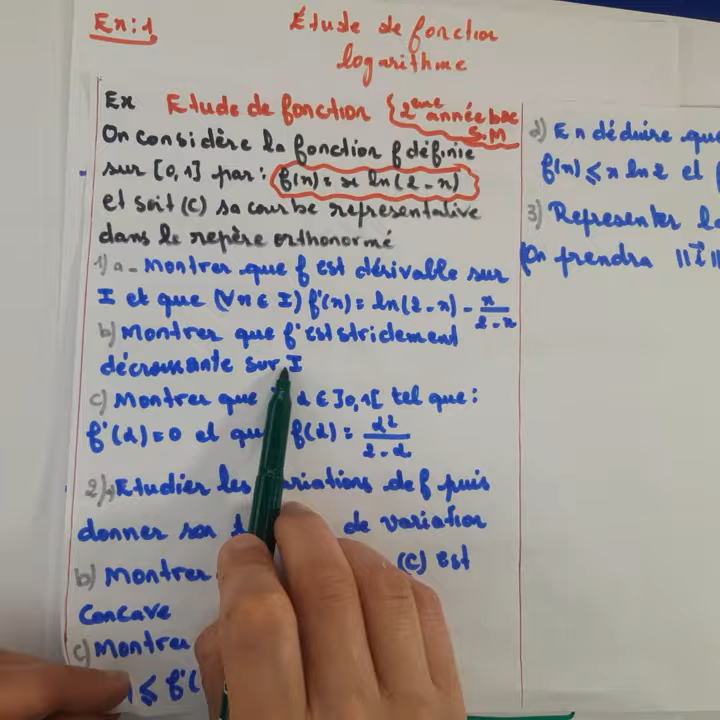 Ex:1
Étude de fonction
logarithme
Ex Etude de fonction {2eme année bac
S.M
On considère la fonction f définie
sur [0,1] par: f(x) = x ln(2-x)
et soit (C) sa courbe representative
dans le repère orthonormé
1) a- Montrer que f est dérivable sur
I et que (∀x ∈ I) f'(x) = ln(2-x) - x/(2-x)
b) Montrer que f' est strictement
décroissante sur I
c) Montrer que α ∈ ]0,1[ tel que:
f'(α)=0 et que f(α) = α²/(2-α)
2) Etudier les variations de f puis
donner son de variation
b) Montrer (C) est
Concave
c) Montrer
≤ f'(
d) En déduire que
f(x) ≤ x ln 2 et
3) Representer
On prendra ||i||